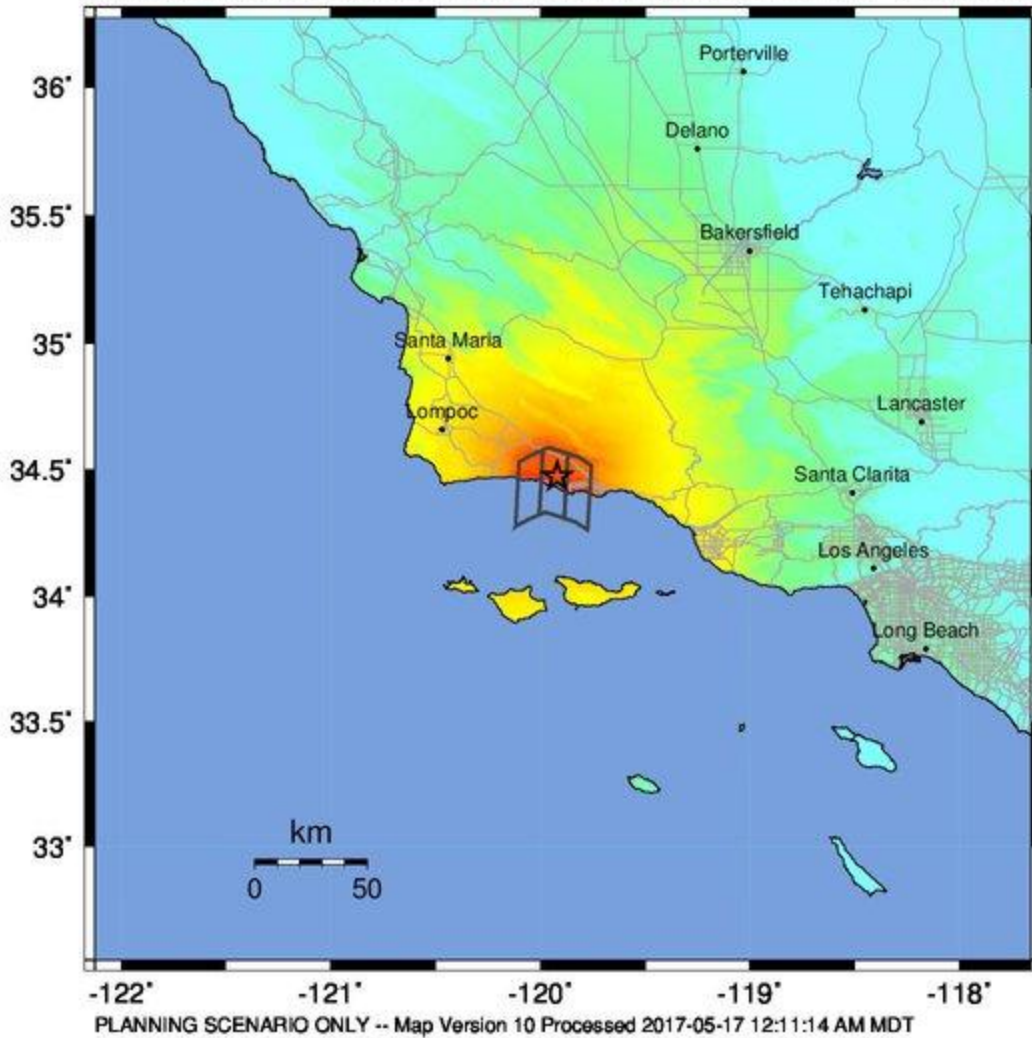 36°
Porterville
Delano
35.5°
Bakersfield
Tehachapi
35°
Santa Maria
Lancaster
Lompoc
34.5°
Santa Clarita
Los Angeles
34°
Long Beach
33.5°
km
33°
0 50
-122° -121° -120° -119° -118°
PLANNING SCENARIO ONLY -- Map Version 10 Processed 2017-05-17 12:11:14 AM MDT